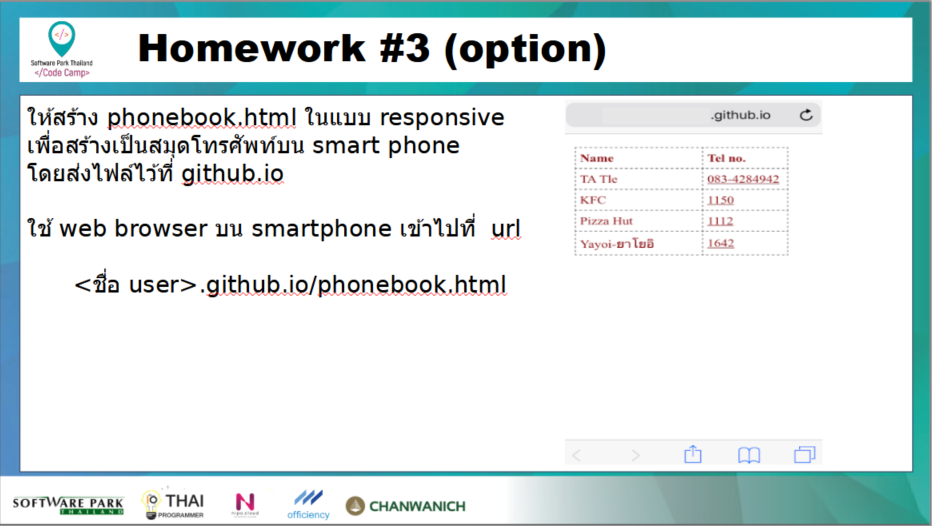 </>
Software Park Thailand
</Code Camp>
Homework #3 (option)
ให้สร้าง phonebook.html ในแบบ responsive
เพื่อสร้างเป็นสมุดโทรศัพท์บน smart phone
โดยส่งไฟล์ไว้ที่ github.io
ใช้ web browser บน smartphone เข้าไปที่ url
<ชื่อ user>.github.io/phonebook.html
.github.io
Name Tel no.
TA Tle 083-4284942
KFC 1150
Pizza Hut 1112
Yayoi-ยาโยอิ 1642
SOFTWARE PARK
THAILAND
THAI
PROGRAMMER
N
officiency
CHANWANICH